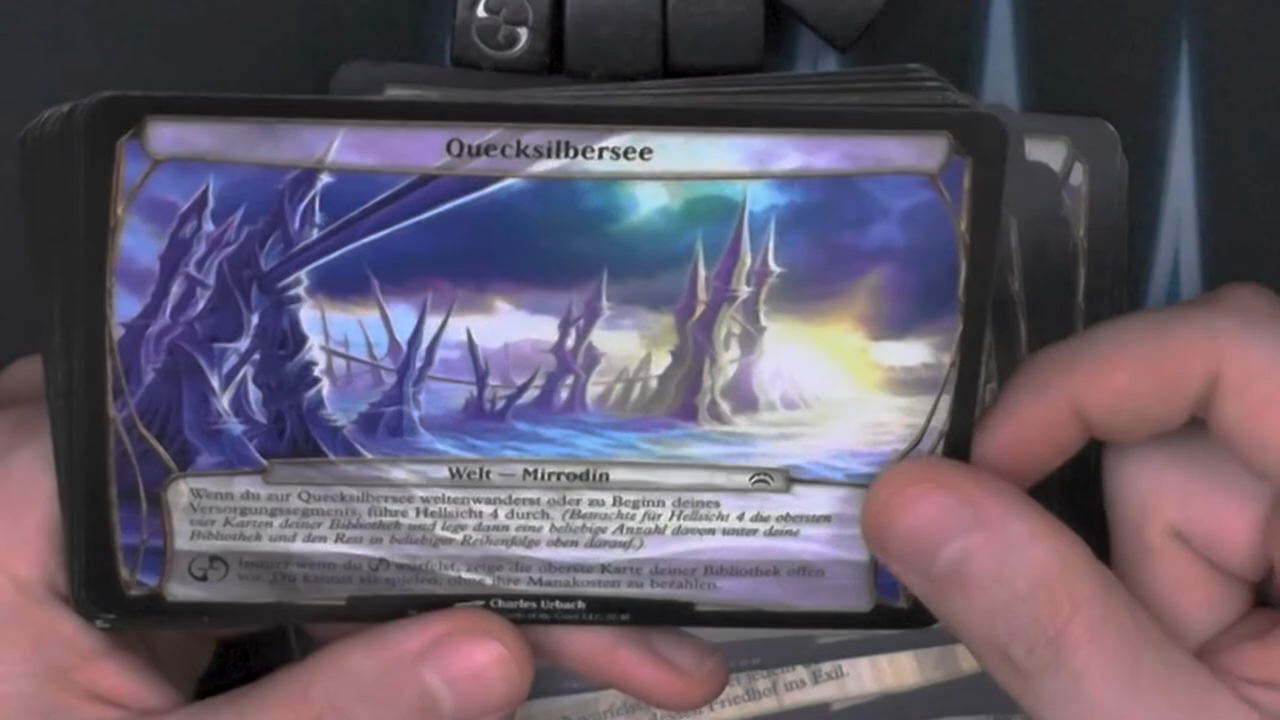 Quecksilbersee
Welt — Mirrodin
Wenn du zur Quecksilbersee weltenwanderst oder zu Beginn deines
Versorgungssegments, führe Hellsicht 4 durch. (Betrachte für Hellsicht 4 die obersten
vier Karten deiner Bibliothek und lege dann eine beliebige Anzahl davon unter deine
Bibliothek und den Rest in beliebiger Reihenfolge oben darauf.)
Immer wenn du würfelst, zeige die oberste Karte deiner Bibliothek offen
vor. Du kannst sie spielen, ohne ihre Manakosten zu bezahlen.
Charles Urbach
jedem
Friedhof ins Exil.